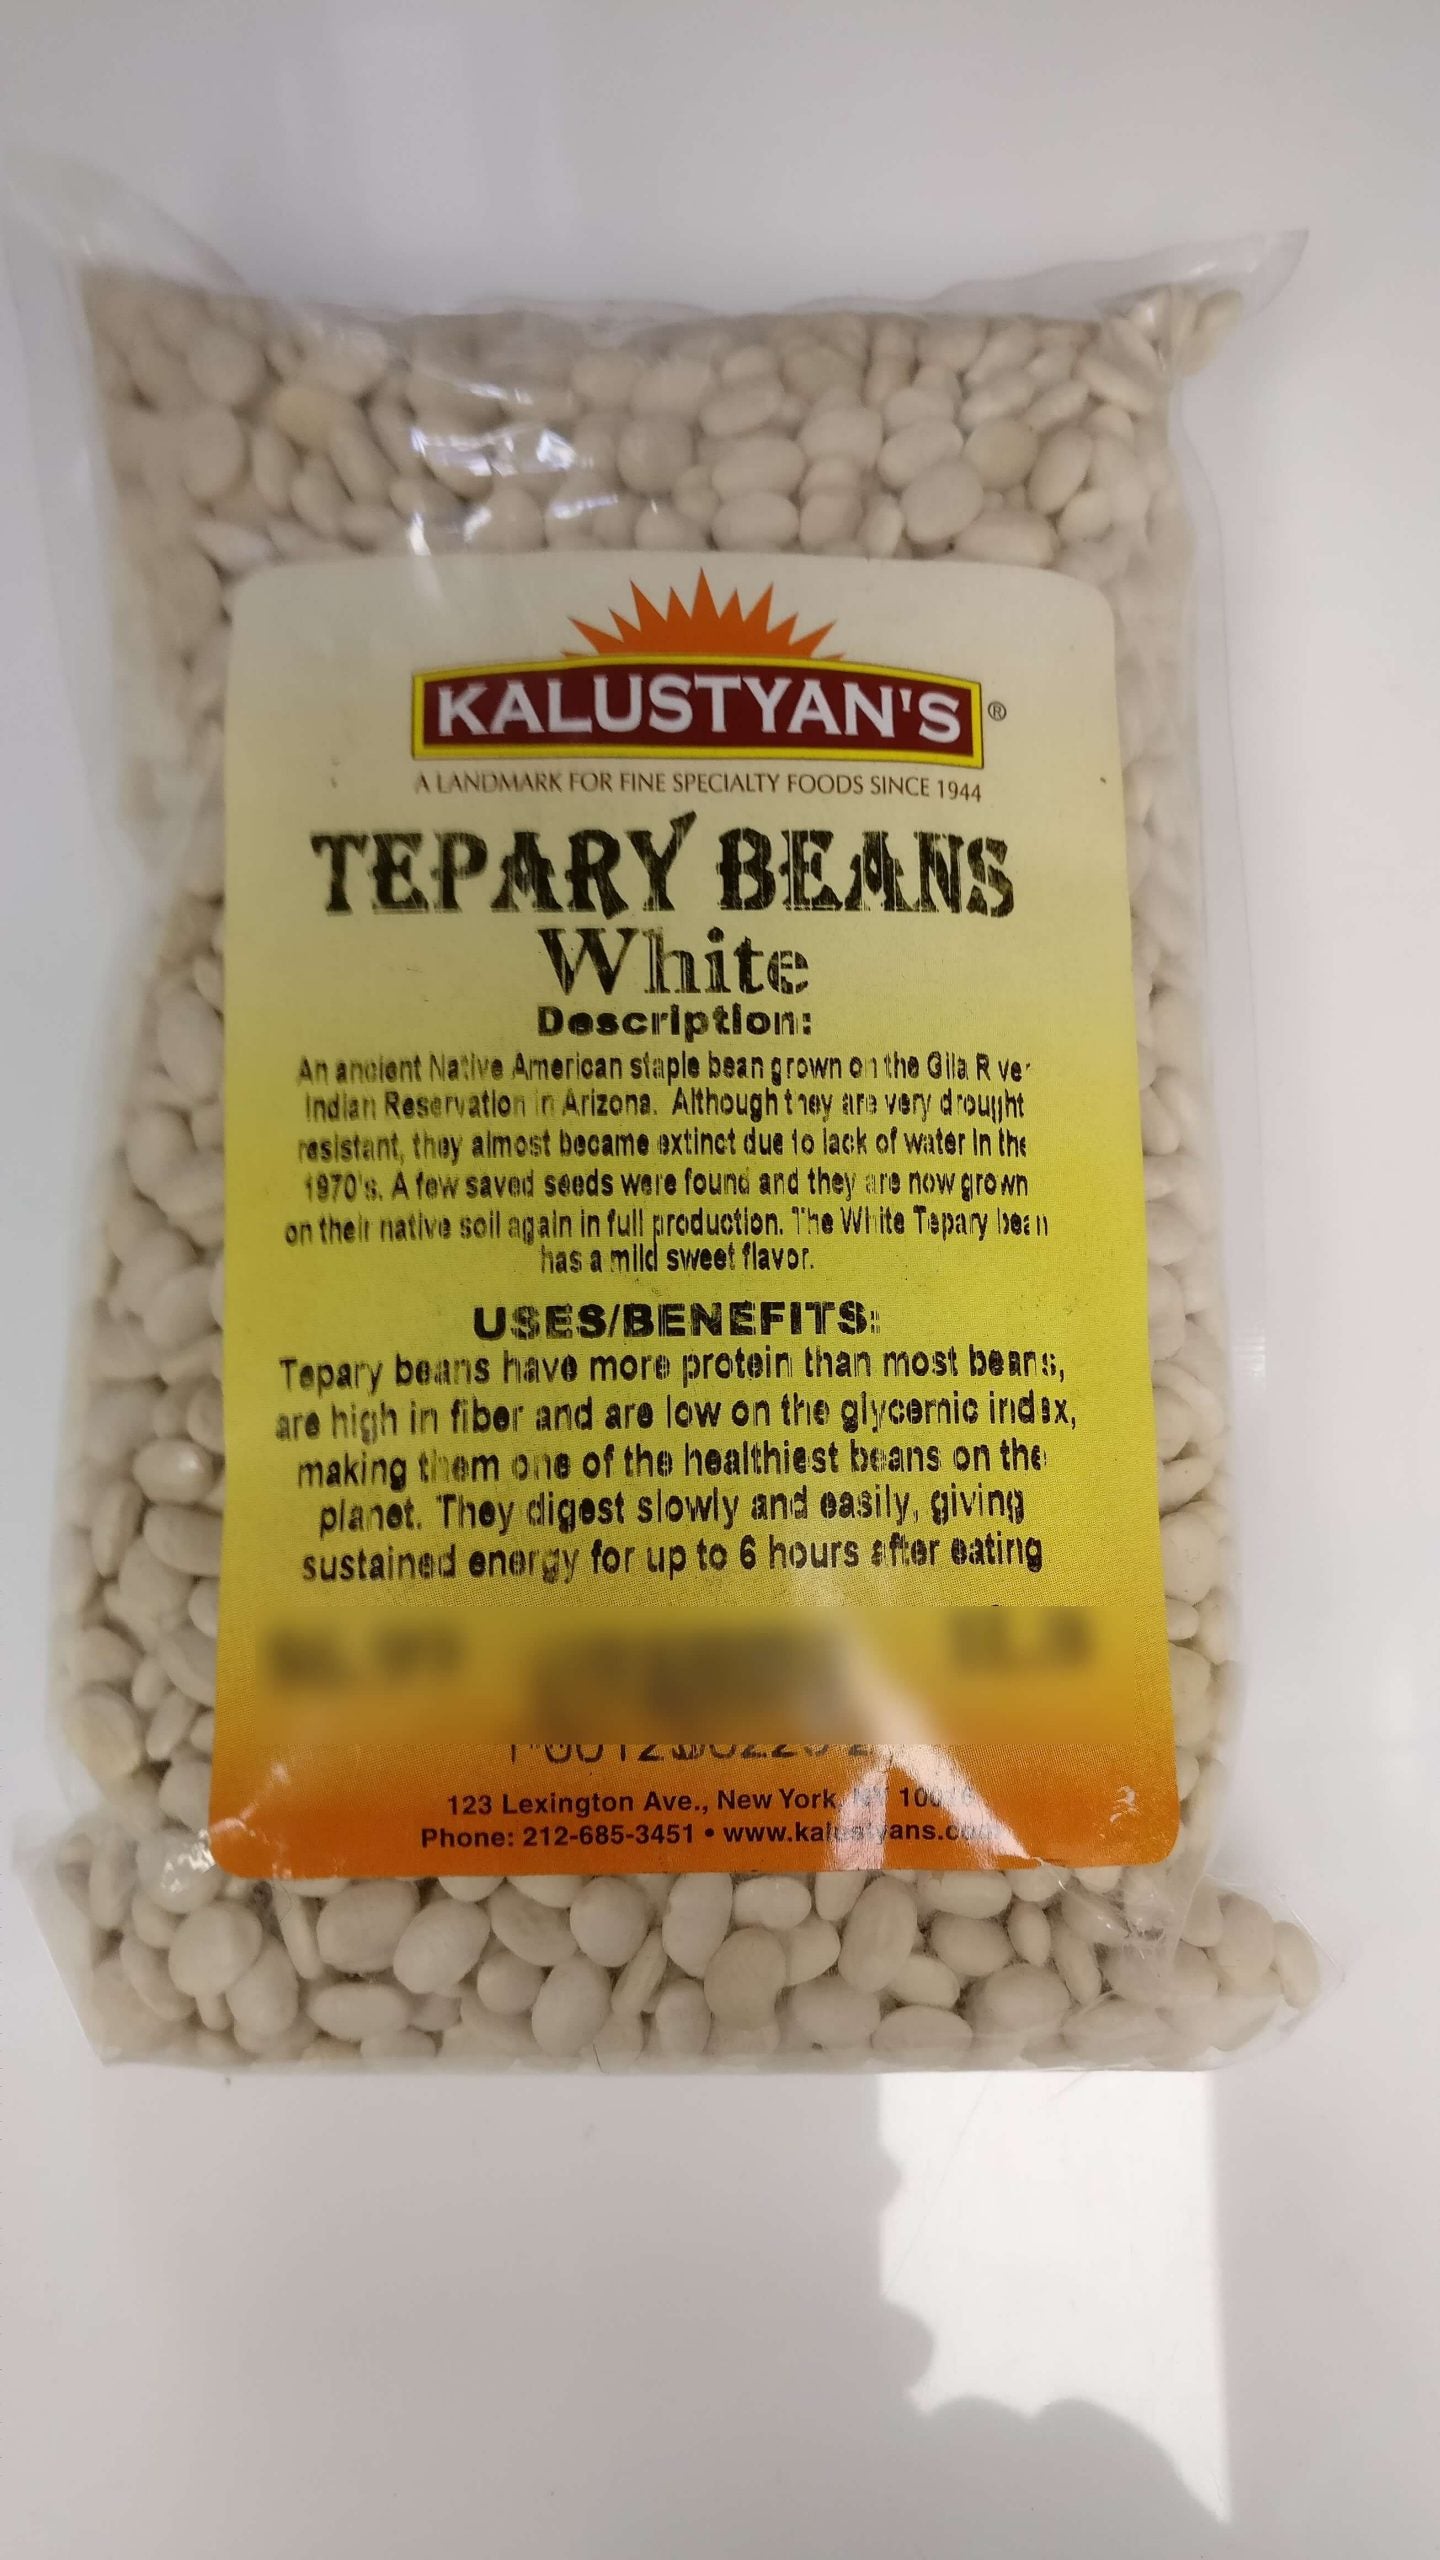 KALUSTYAN'S ®
A LANDMARK FOR FINE SPECIALTY FOODS SINCE 1944
TEPARY BEANS
White
Description:
An ancient Native American staple bean grown on the Gila River
Indian Reservation in Arizona. Although they are very drought
resistant, they almost became extinct due to lack of water in the
1970's. A few saved seeds were found and they are now grown
on their native soil again in full production. The White Tepary bean
has a mild sweet flavor.
USES/BENEFITS:
Tepary beans have more protein than most beans,
are high in fiber and are low on the glycemic index,
making them one of the healthiest beans on the
planet. They digest slowly and easily, giving
sustained energy for up to 6 hours after eating
123 Lexington Ave., New York, NY
Phone: 212-685-3451 • www.kalustyans.com